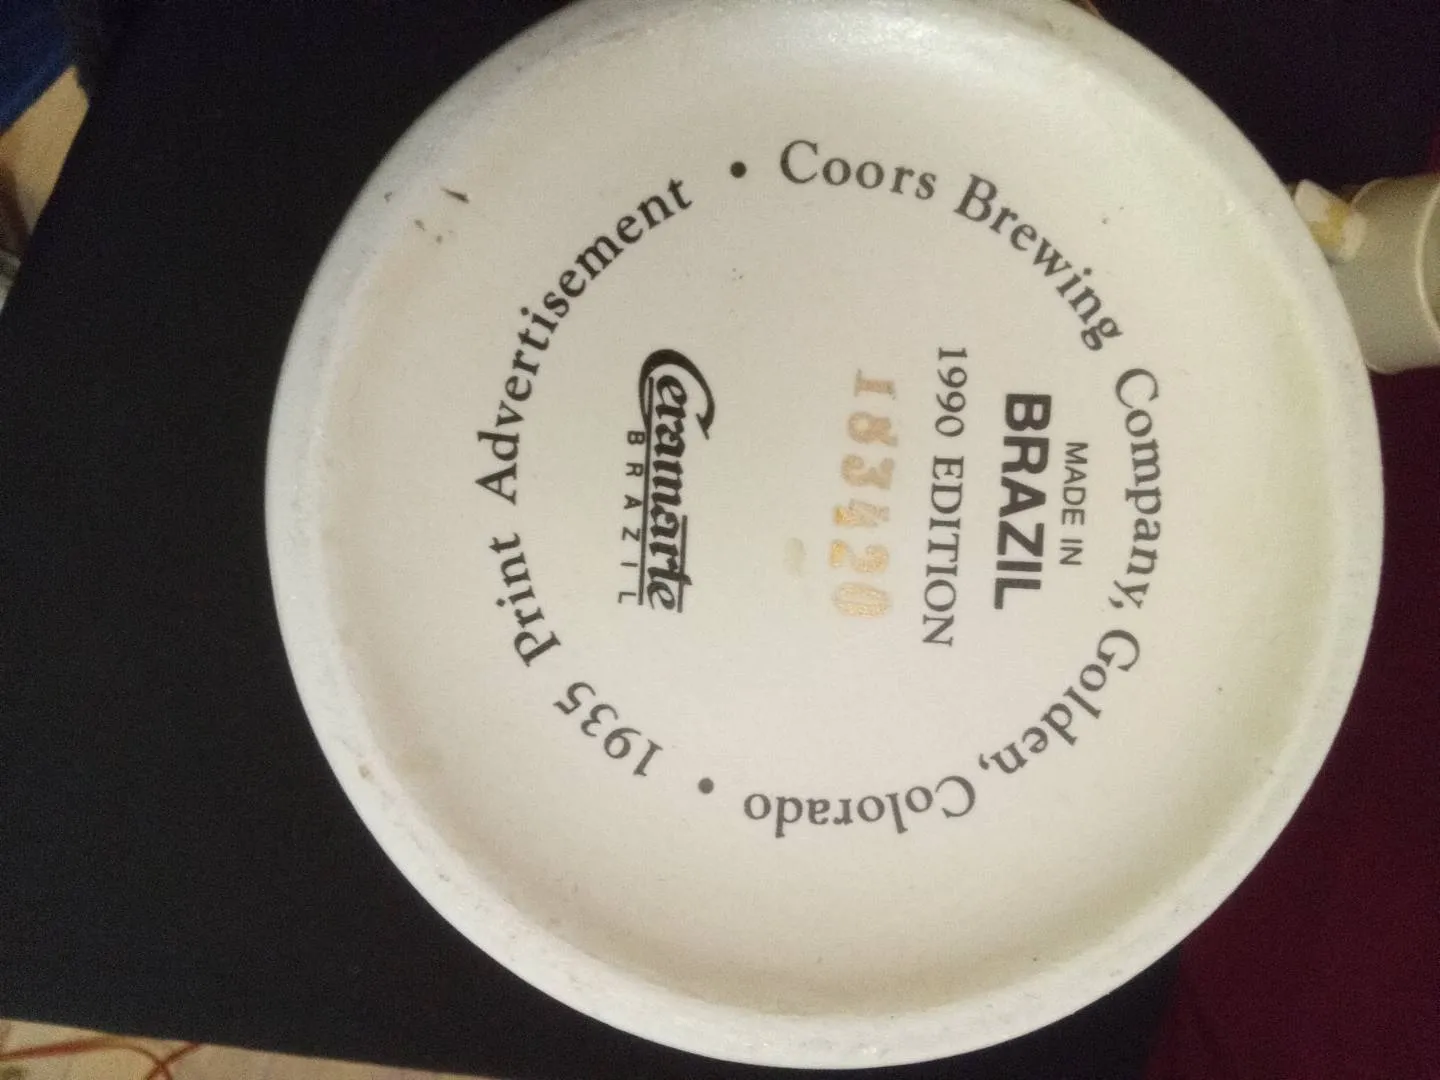 • Coors Brewing Company, Golden, Colorado
• 1935 Print Advertisement
MADE IN
BRAZIL
1990 EDITION
183420
Ceramarte
BRAZIL